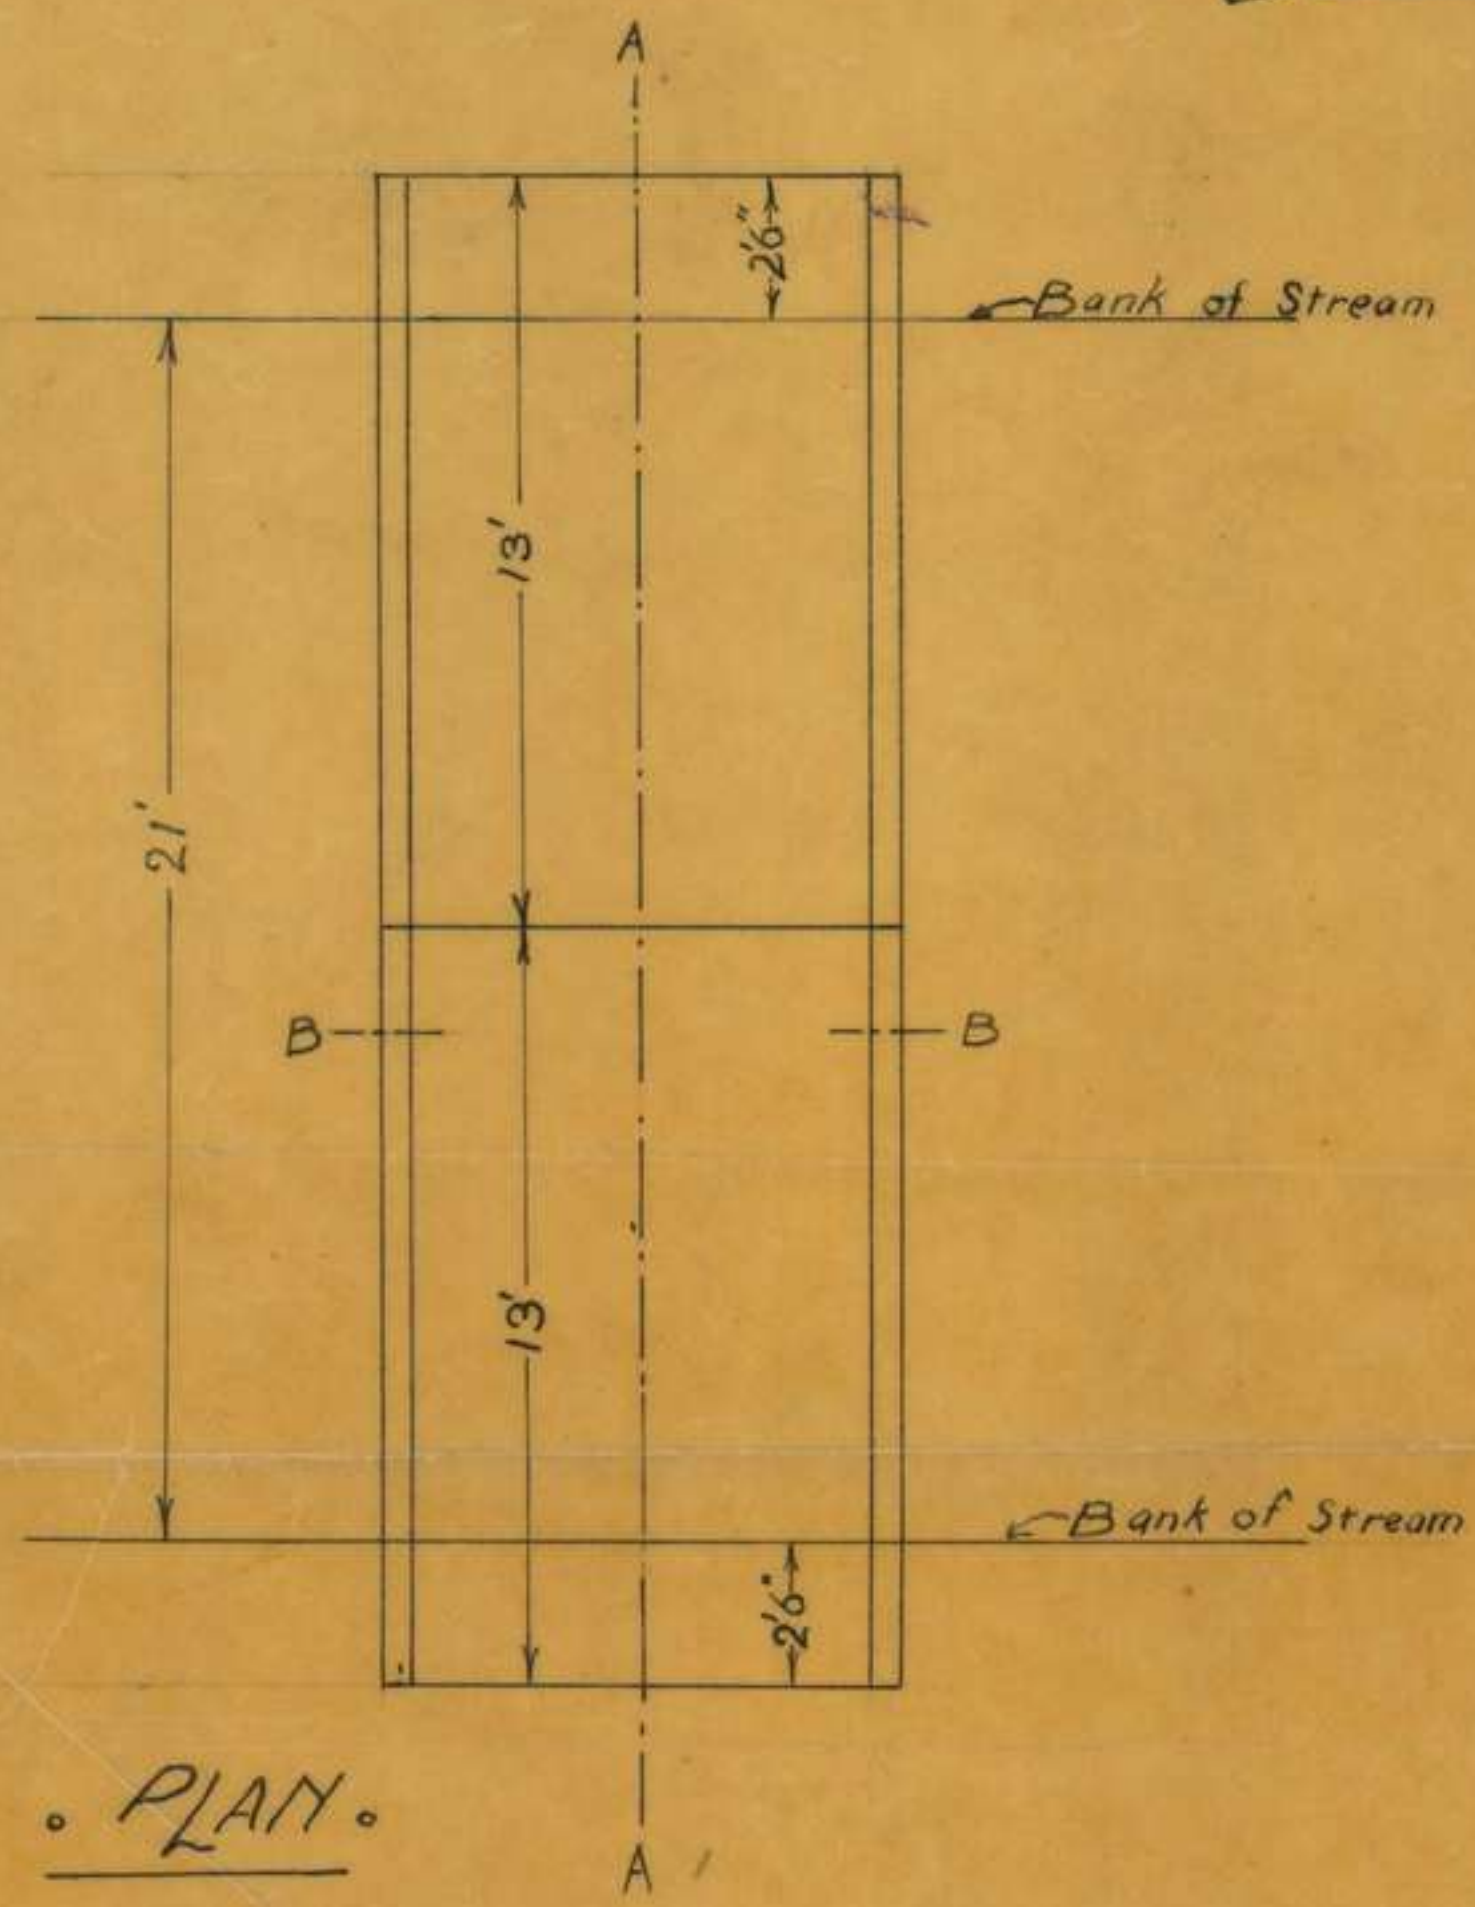 A
2'6"
Bank of Stream
13'
21'
B B
13'
Bank of Stream
2'6"
. PLAN .
A